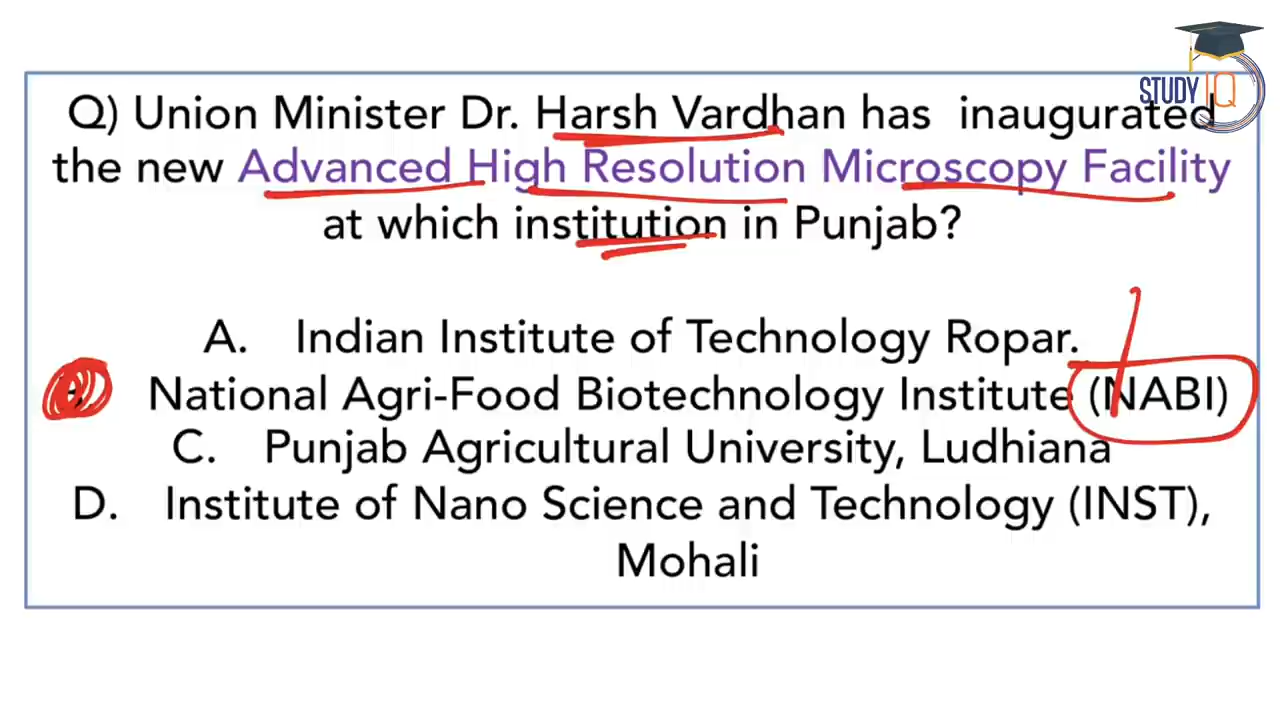 STUDY IQ
Q) Union Minister Dr. Harsh Vardhan has inaugurated
the new Advanced High Resolution Microscopy Facility
at which institution in Punjab?
A. Indian Institute of Technology Ropar.
National Agri-Food Biotechnology Institute (NABI)
C. Punjab Agricultural University, Ludhiana
D. Institute of Nano Science and Technology (INST),
Mohali